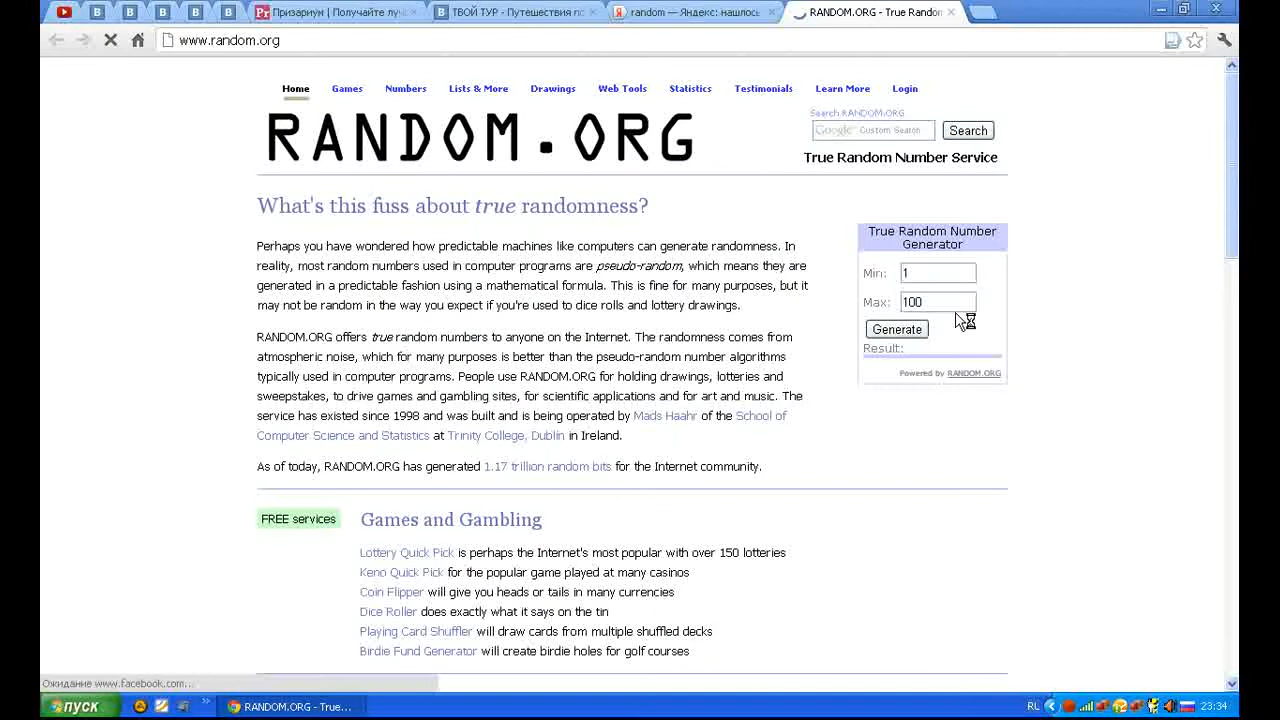 Призариум | Получайте луч
ТВОЙ ТУР - Путешествия по
random — Яндекс: нашлось
RANDOM.ORG - True Random
www.random.org
Home Games Numbers Lists & More Drawings Web Tools Statistics Testimonials Learn More Login
RANDOM.ORG
Search RANDOM.ORG
Google Custom Search Search
True Random Number Service
What's this fuss about true randomness?
Perhaps you have wondered how predictable machines like computers can generate randomness. In
reality, most random numbers used in computer programs are pseudo-random, which means they are
generated in a predictable fashion using a mathematical formula. This is fine for many purposes, but it
may not be random in the way you expect if you're used to dice rolls and lottery drawings.
RANDOM.ORG offers true random numbers to anyone on the Internet. The randomness comes from
atmospheric noise, which for many purposes is better than the pseudo-random number algorithms
typically used in computer programs. People use RANDOM.ORG for holding drawings, lotteries and
sweepstakes, to drive games and gambling sites, for scientific applications and for art and music. The
service has existed since 1998 and was built and is being operated by Mads Haahr of the School of
Computer Science and Statistics at Trinity College, Dublin in Ireland.
As of today, RANDOM.ORG has generated 1.17 trillion random bits for the Internet community.
True Random Number
Generator
Min: 1
Max: 100
Generate
Result:
Powered by RANDOM.ORG
FREE services
Games and Gambling
Lottery Quick Pick is perhaps the Internet's most popular with over 150 lotteries
Keno Quick Pick for the popular game played at many casinos
Coin Flipper will give you heads or tails in many currencies
Dice Roller does exactly what it says on the tin
Playing Card Shuffler will draw cards from multiple shuffled decks
Birdie Fund Generator will create birdie holes for golf courses
Ожидание www.facebook.com...
пуск
RANDOM.ORG - True...
RL
23:34